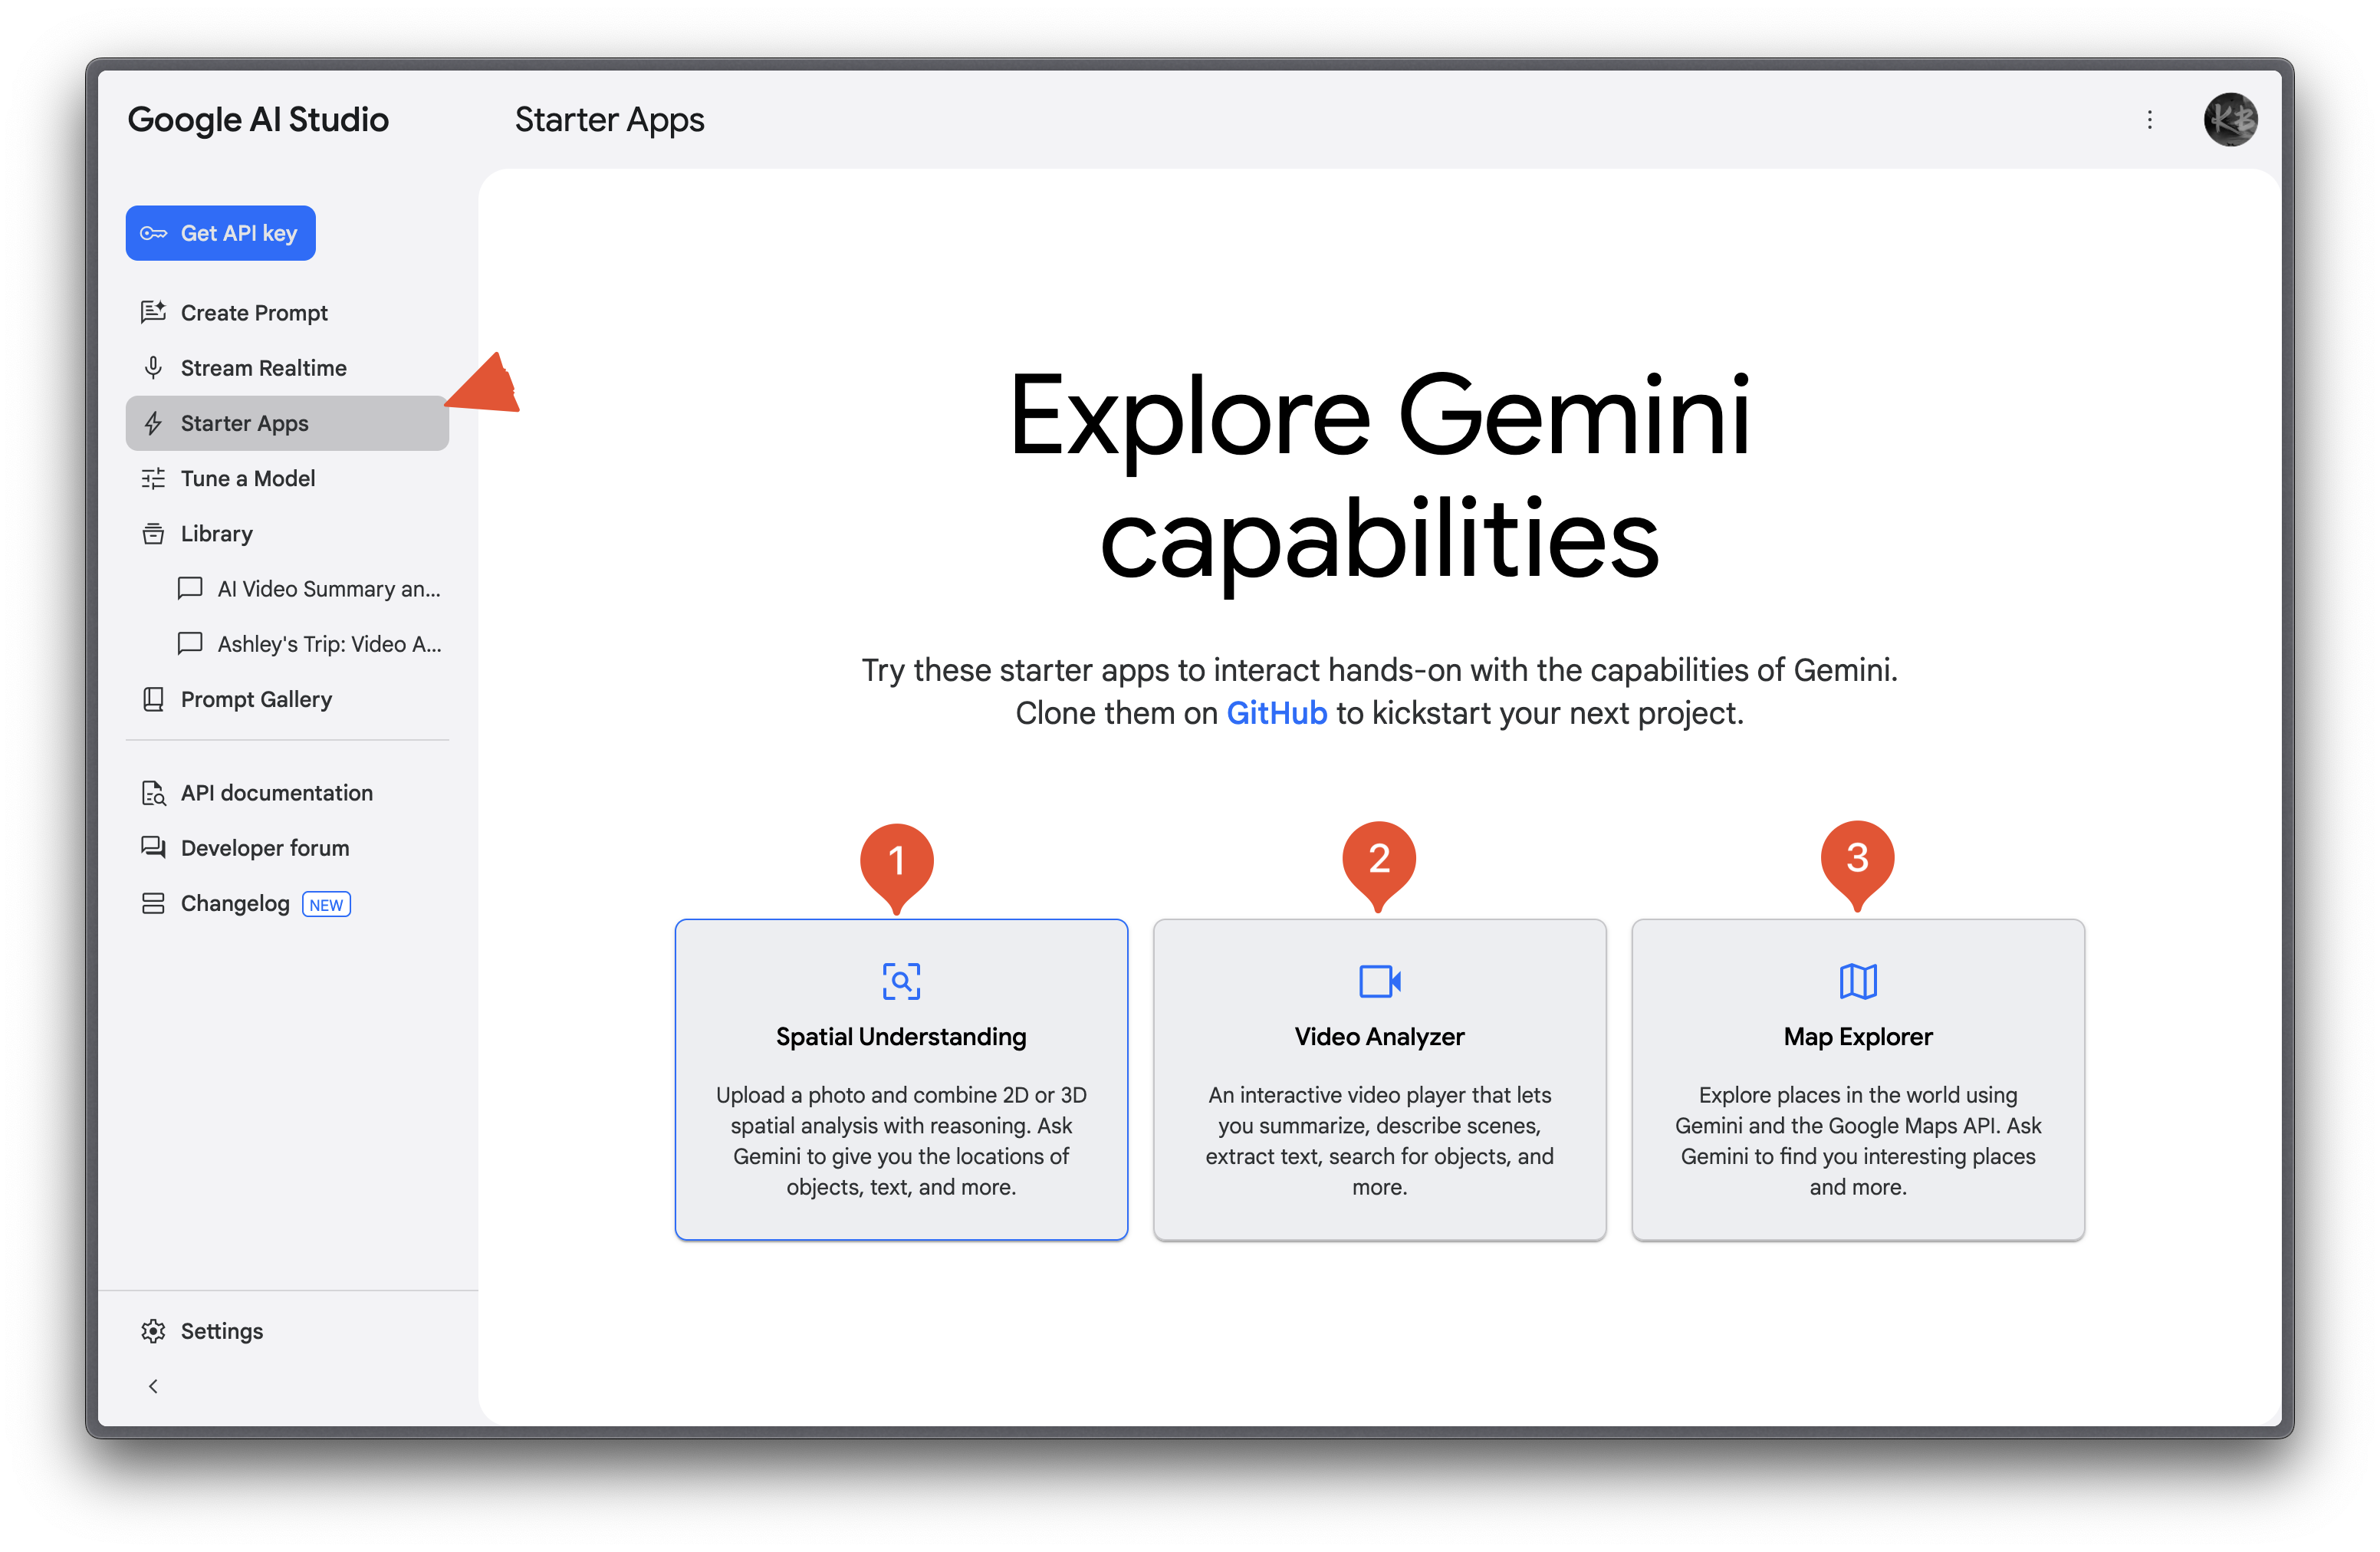 Google AI Studio
Starter Apps
KB
Get API key
Create Prompt
Stream Realtime
Starter Apps
Tune a Model
Library
AI Video Summary an...
Ashley's Trip: Video A...
Prompt Gallery
API documentation
Developer forum
Changelog NEW
Settings
Explore Gemini
capabilities
Try these starter apps to interact hands-on with the capabilities of Gemini.
Clone them on GitHub to kickstart your next project.
1
Spatial Understanding
Upload a photo and combine 2D or 3D
spatial analysis with reasoning. Ask
Gemini to give you the locations of
objects, text, and more.
2
Video Analyzer
An interactive video player that lets
you summarize, describe scenes,
extract text, search for objects, and
more.
3
Map Explorer
Explore places in the world using
Gemini and the Google Maps API. Ask
Gemini to find you interesting places
and more.